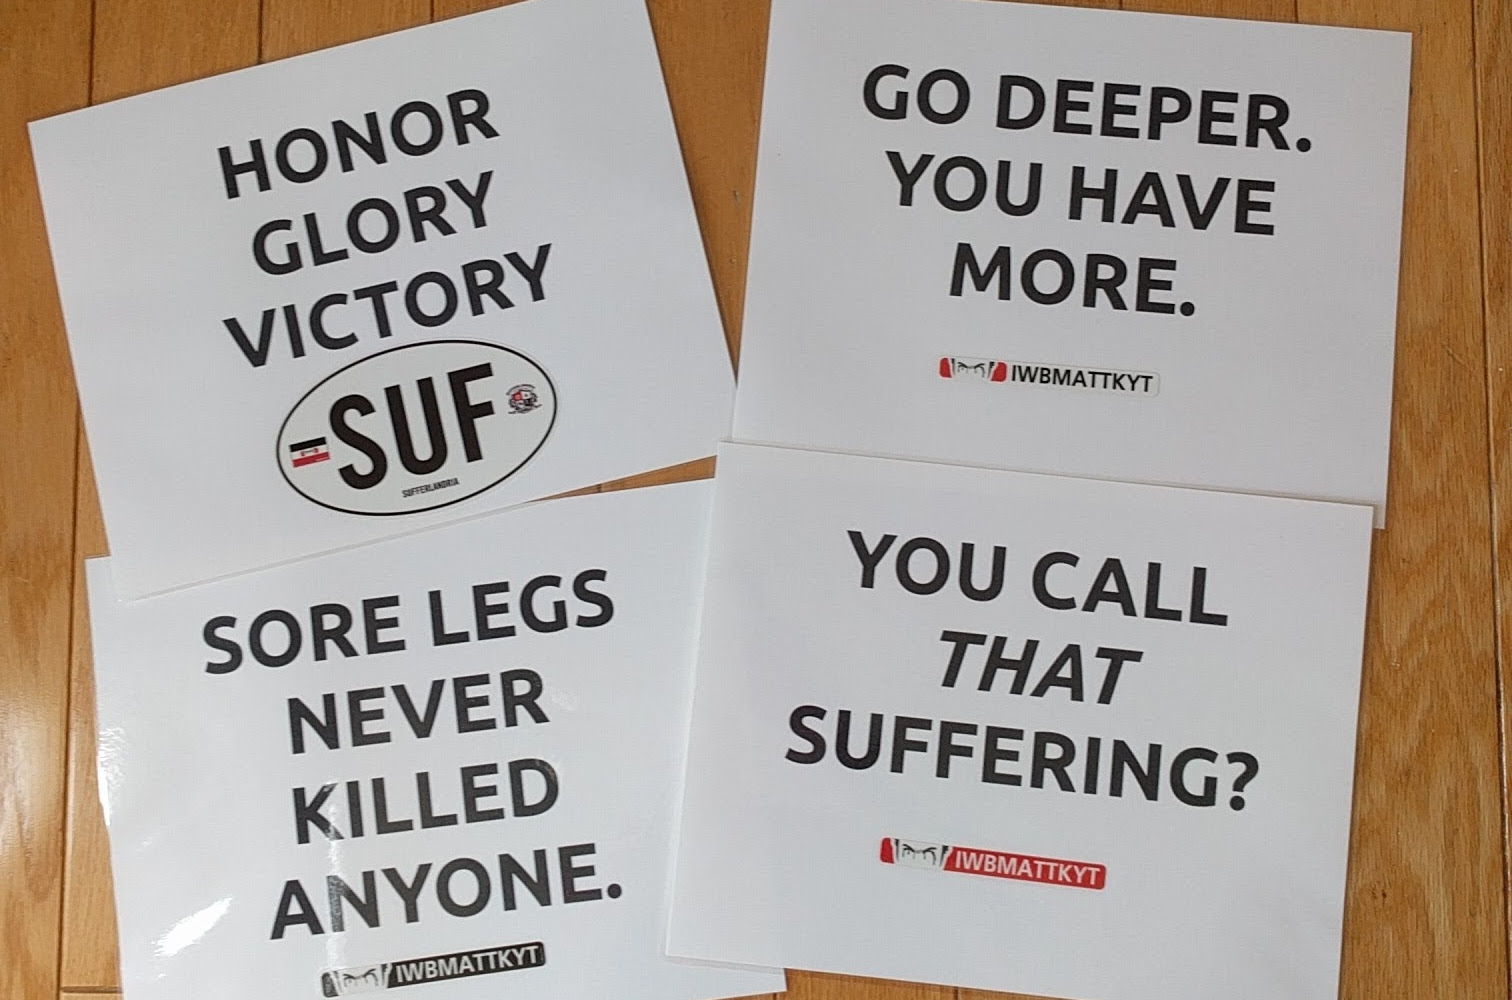 HONOR
GLORY
VICTORY
SUF
SUFFERLANDRIA
GO DEEPER.
YOU HAVE
MORE.
IWBMATTKYT
SORE LEGS
NEVER
KILLED
ANYONE.
IWBMATTKYT
YOU CALL
THAT
SUFFERING?
IWBMATTKYT